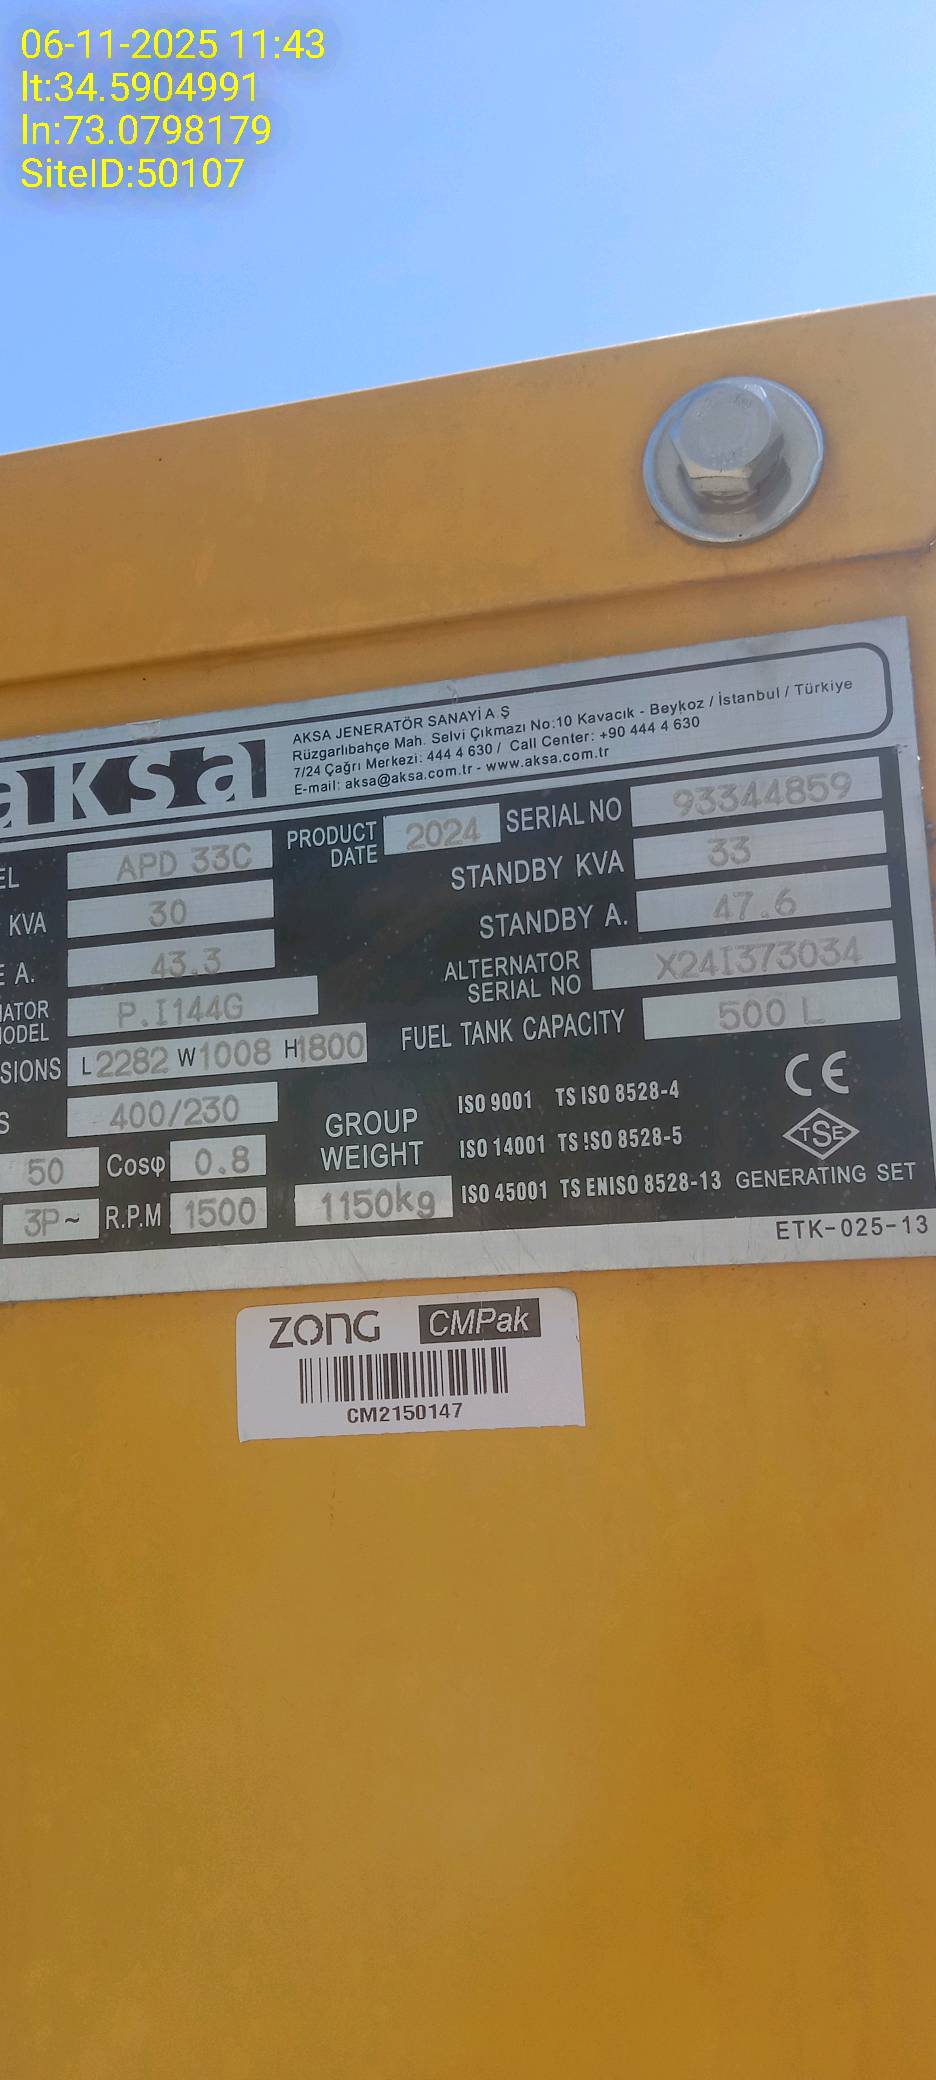 06-11-2025 11:43
lt:34.5904991
ln:73.0798179
SiteID:50107
aksa
AKSA JENERATÖR SANAYİ A Ş
Rüzgarlıbahçe Mah. Selvi Çıkmazı No:10 Kavacık - Beykoz / İstanbul / Türkiye
7/24 Çağrı Merkezi: 444 4 630 / Call Center: +90 444 4 630
E-mail: aksa@aksa.com.tr - www.aksa.com.tr
EL APD 33C PRODUCT DATE 2024 SERIAL NO 93344859
KVA 30 STANDBY KVA 33
E A. 43.3 STANDBY A. 47.6
ATOR MODEL P.I144G ALTERNATOR SERIAL NO X24I373034
SIONS L2282 W1008 H1800 FUEL TANK CAPACITY 500 L
S 400/230 GROUP WEIGHT 1150kg
50 Cosφ 0.8
3P~ R.P.M 1500
ISO 9001 TS ISO 8528-4
ISO 14001 TS ISO 8528-5
ISO 45001 TS EN ISO 8528-13
CE
TSE
GENERATING SET
ETK-025-13
ZONG CMPak
CM2150147